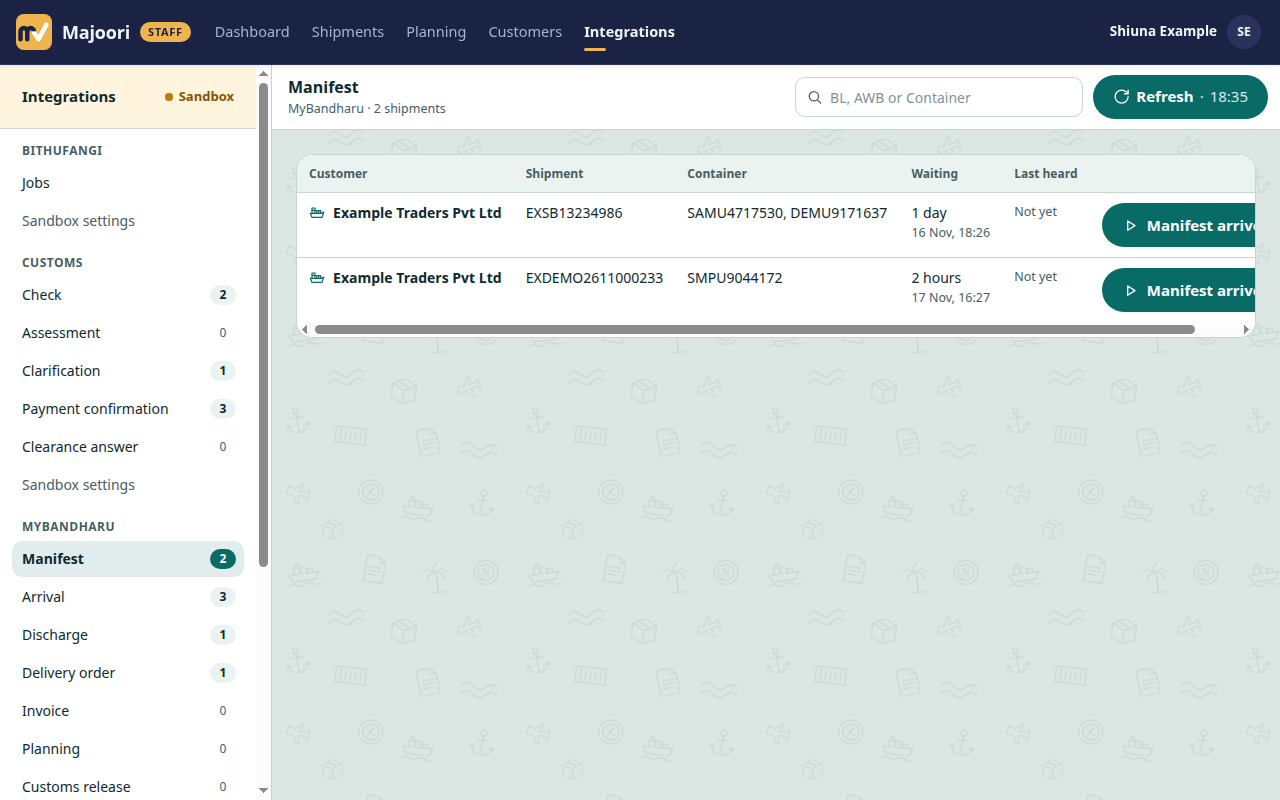 Majoori STAFF Dashboard Shipments Planning Customers Integrations Shiuna Example SE
Integrations Sandbox
BITHUFANGI
Jobs
Sandbox settings
CUSTOMS
Check 2
Assessment 0
Clarification 1
Payment confirmation 3
Clearance answer 0
Sandbox settings
MYBANDHARU
Manifest 2
Arrival 3
Discharge 1
Delivery order 1
Invoice 0
Planning 0
Customs release 0
Manifest
MyBandharu · 2 shipments
BL, AWB or Container
Refresh · 18:35
Customer Shipment Container Waiting Last heard
Example Traders Pvt Ltd EXSB13234986 SAMU4717530, DEMU9171637 1 day Not yet
16 Nov, 18:26
Manifest arrive
Example Traders Pvt Ltd EXDEMO2611000233 SMPU9044172 2 hours Not yet
17 Nov, 16:27
Manifest arrive